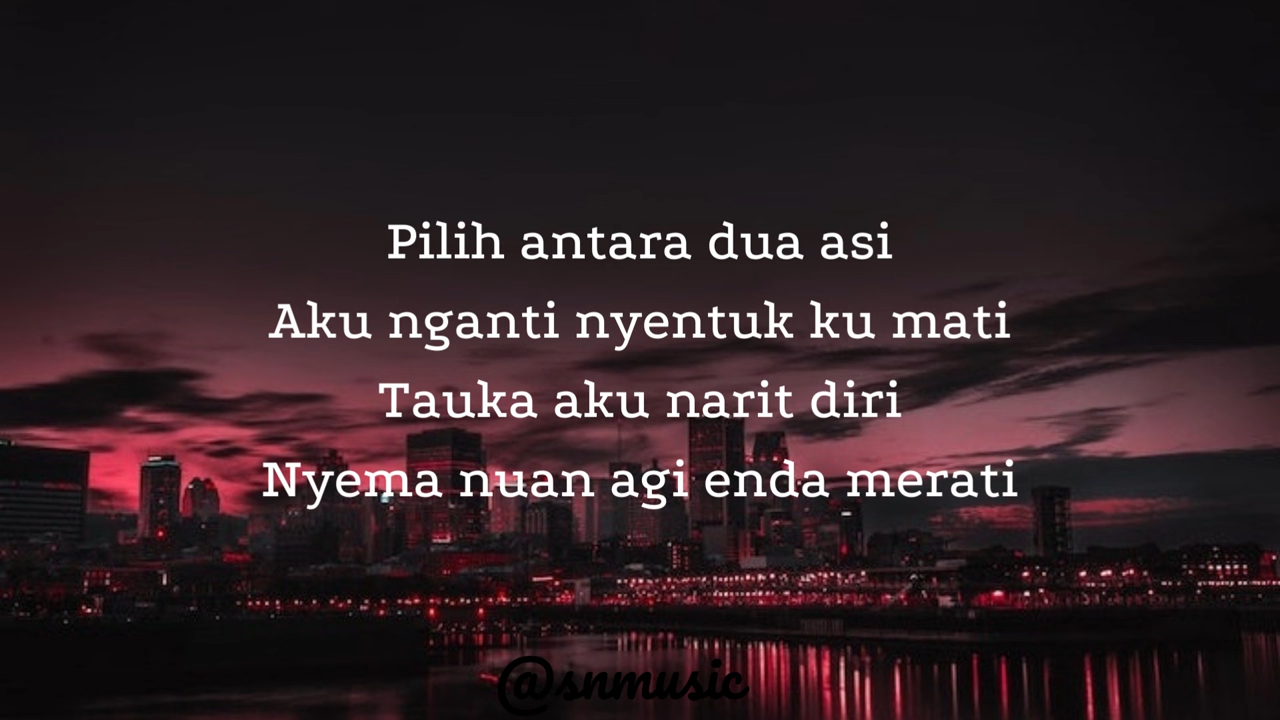 Pilih antara dua asi
Aku nganti nyentuk ku mati
Tauka aku narit diri
Nyema nuan agi enda merati
@snmusic